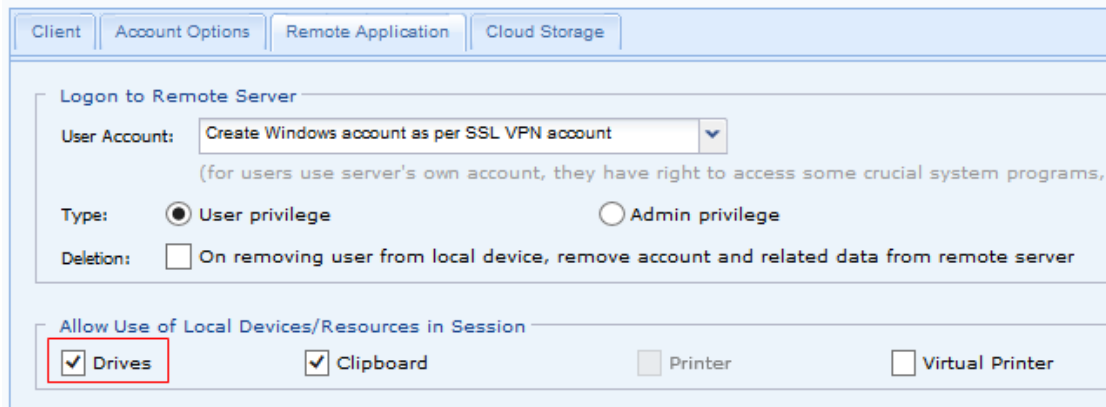 Client Account Options Remote Application Cloud Storage
Logon to Remote Server
User Account: Create Windows account as per SSL VPN account
(for users use server's own account, they have right to access some crucial system programs,
Type: User privilege Admin privilege
Deletion: On removing user from local device, remove account and related data from remote server
Allow Use of Local Devices/Resources in Session
Drives Clipboard Printer Virtual Printer